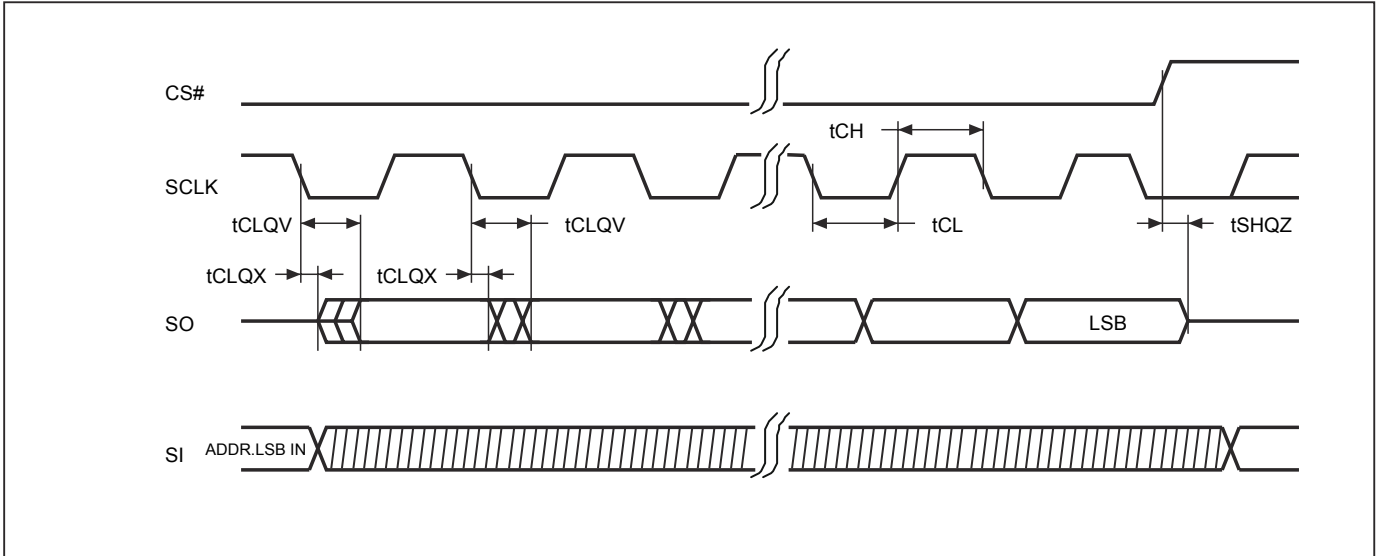 CS#
tCH
SCLK
tCLQV
tCLQV
tCL
tSHQZ
tCLQX
tCLQX
SO
LSB
SI
ADDR.LSB IN